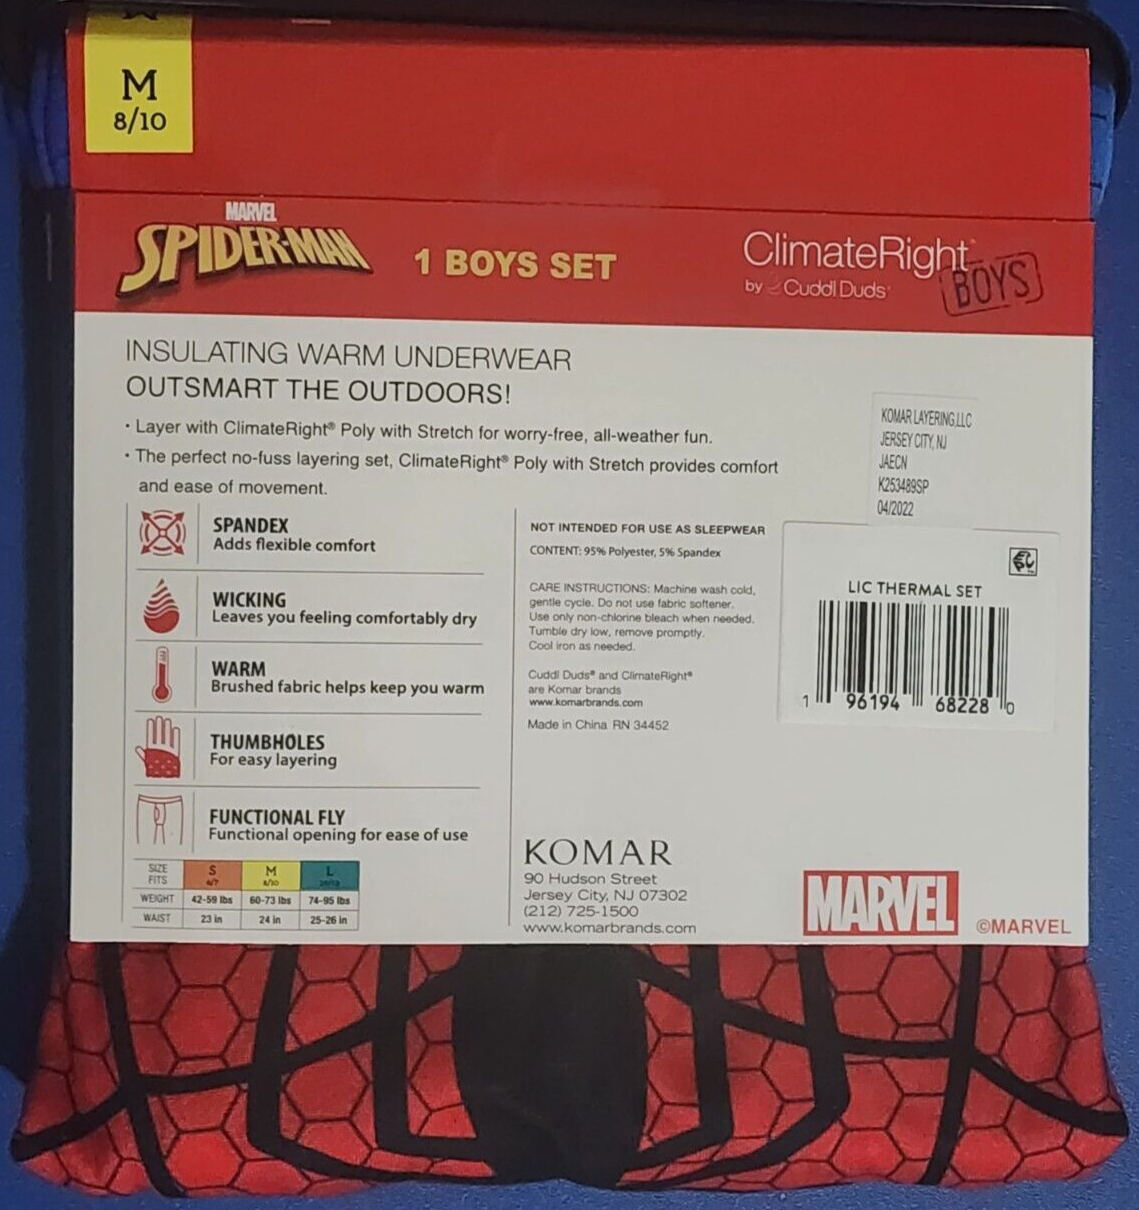 M
8/10
MARVEL
SPIDER-MAN
1 BOYS SET
ClimateRight
by Cuddl Duds
BOYS
INSULATING WARM UNDERWEAR
OUTSMART THE OUTDOORS!
• Layer with ClimateRight® Poly with Stretch for worry-free, all-weather fun.
• The perfect no-fuss layering set, ClimateRight® Poly with Stretch provides comfort
and ease of movement.
SPANDEX
Adds flexible comfort
WICKING
Leaves you feeling comfortably dry
WARM
Brushed fabric helps keep you warm
THUMBHOLES
For easy layering
FUNCTIONAL FLY
Functional opening for ease of use
SIZE FITS S 6/7 M 8/10 L
WEIGHT 42-59 lbs 60-73 lbs 74-95 lbs
WAIST 23 in 24 in 25-26 in
NOT INTENDED FOR USE AS SLEEPWEAR
CONTENT: 95% Polyester, 5% Spandex
CARE INSTRUCTIONS: Machine wash cold,
gentle cycle. Do not use fabric softener.
Use only non-chlorine bleach when needed.
Tumble dry low, remove promptly.
Cool iron as needed.
Cuddl Duds® and ClimateRight®
are Komar brands
www.komarbrands.com
Made in China RN 34452
KOMAR
90 Hudson Street
Jersey City, NJ 07302
(212) 725-1500
www.komarbrands.com
KOMAR LAYERING,LLC
JERSEY CITY, NJ
JAECN
K253489SP
04/2022
LIC THERMAL SET
1 96194 68228 0
MARVEL
©MARVEL